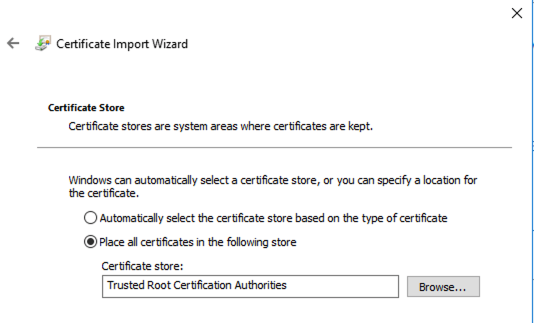 Certificate Import Wizard
Certificate Store
Certificate stores are system areas where certificates are kept.
Windows can automatically select a certificate store, or you can specify a location for
the certificate.
Automatically select the certificate store based on the type of certificate
Place all certificates in the following store
Certificate store:
Trusted Root Certification Authorities
Browse...